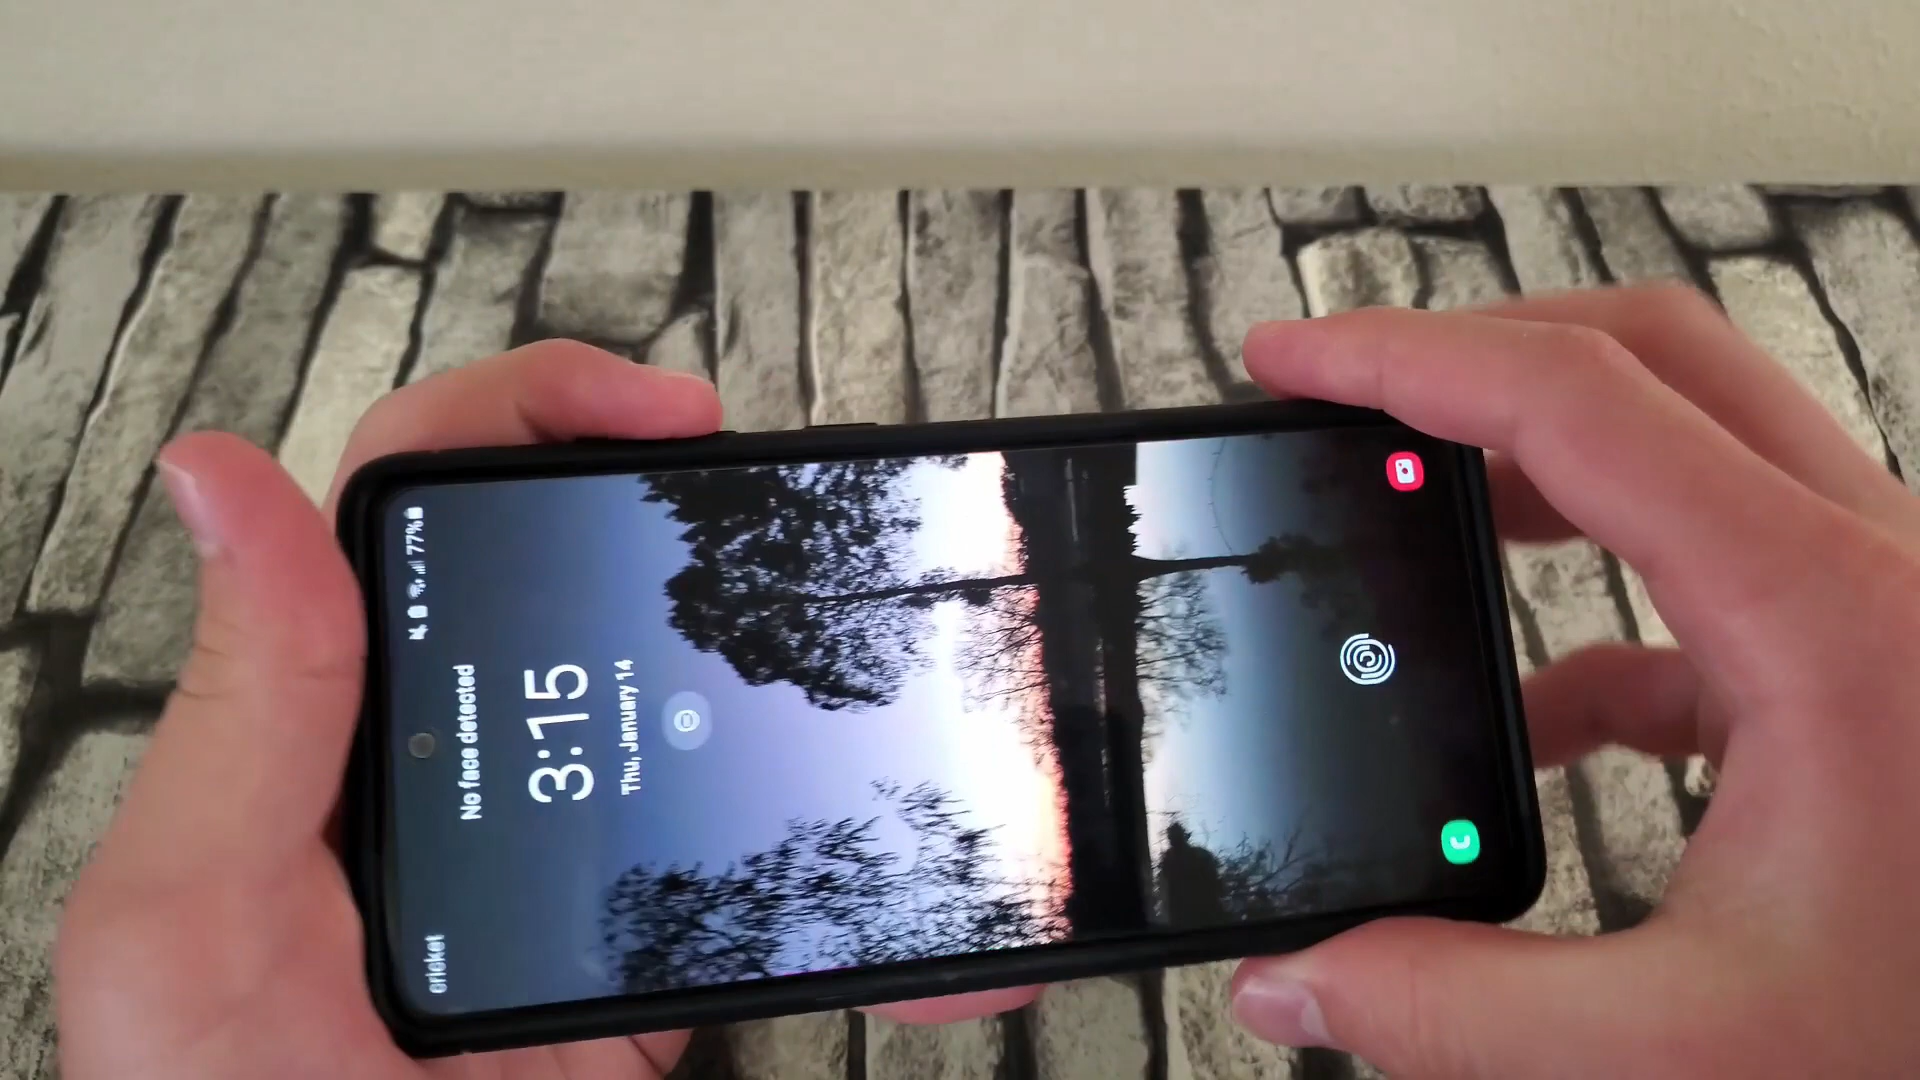 cricket
77%
No face detected
3:15
Thu, January 14